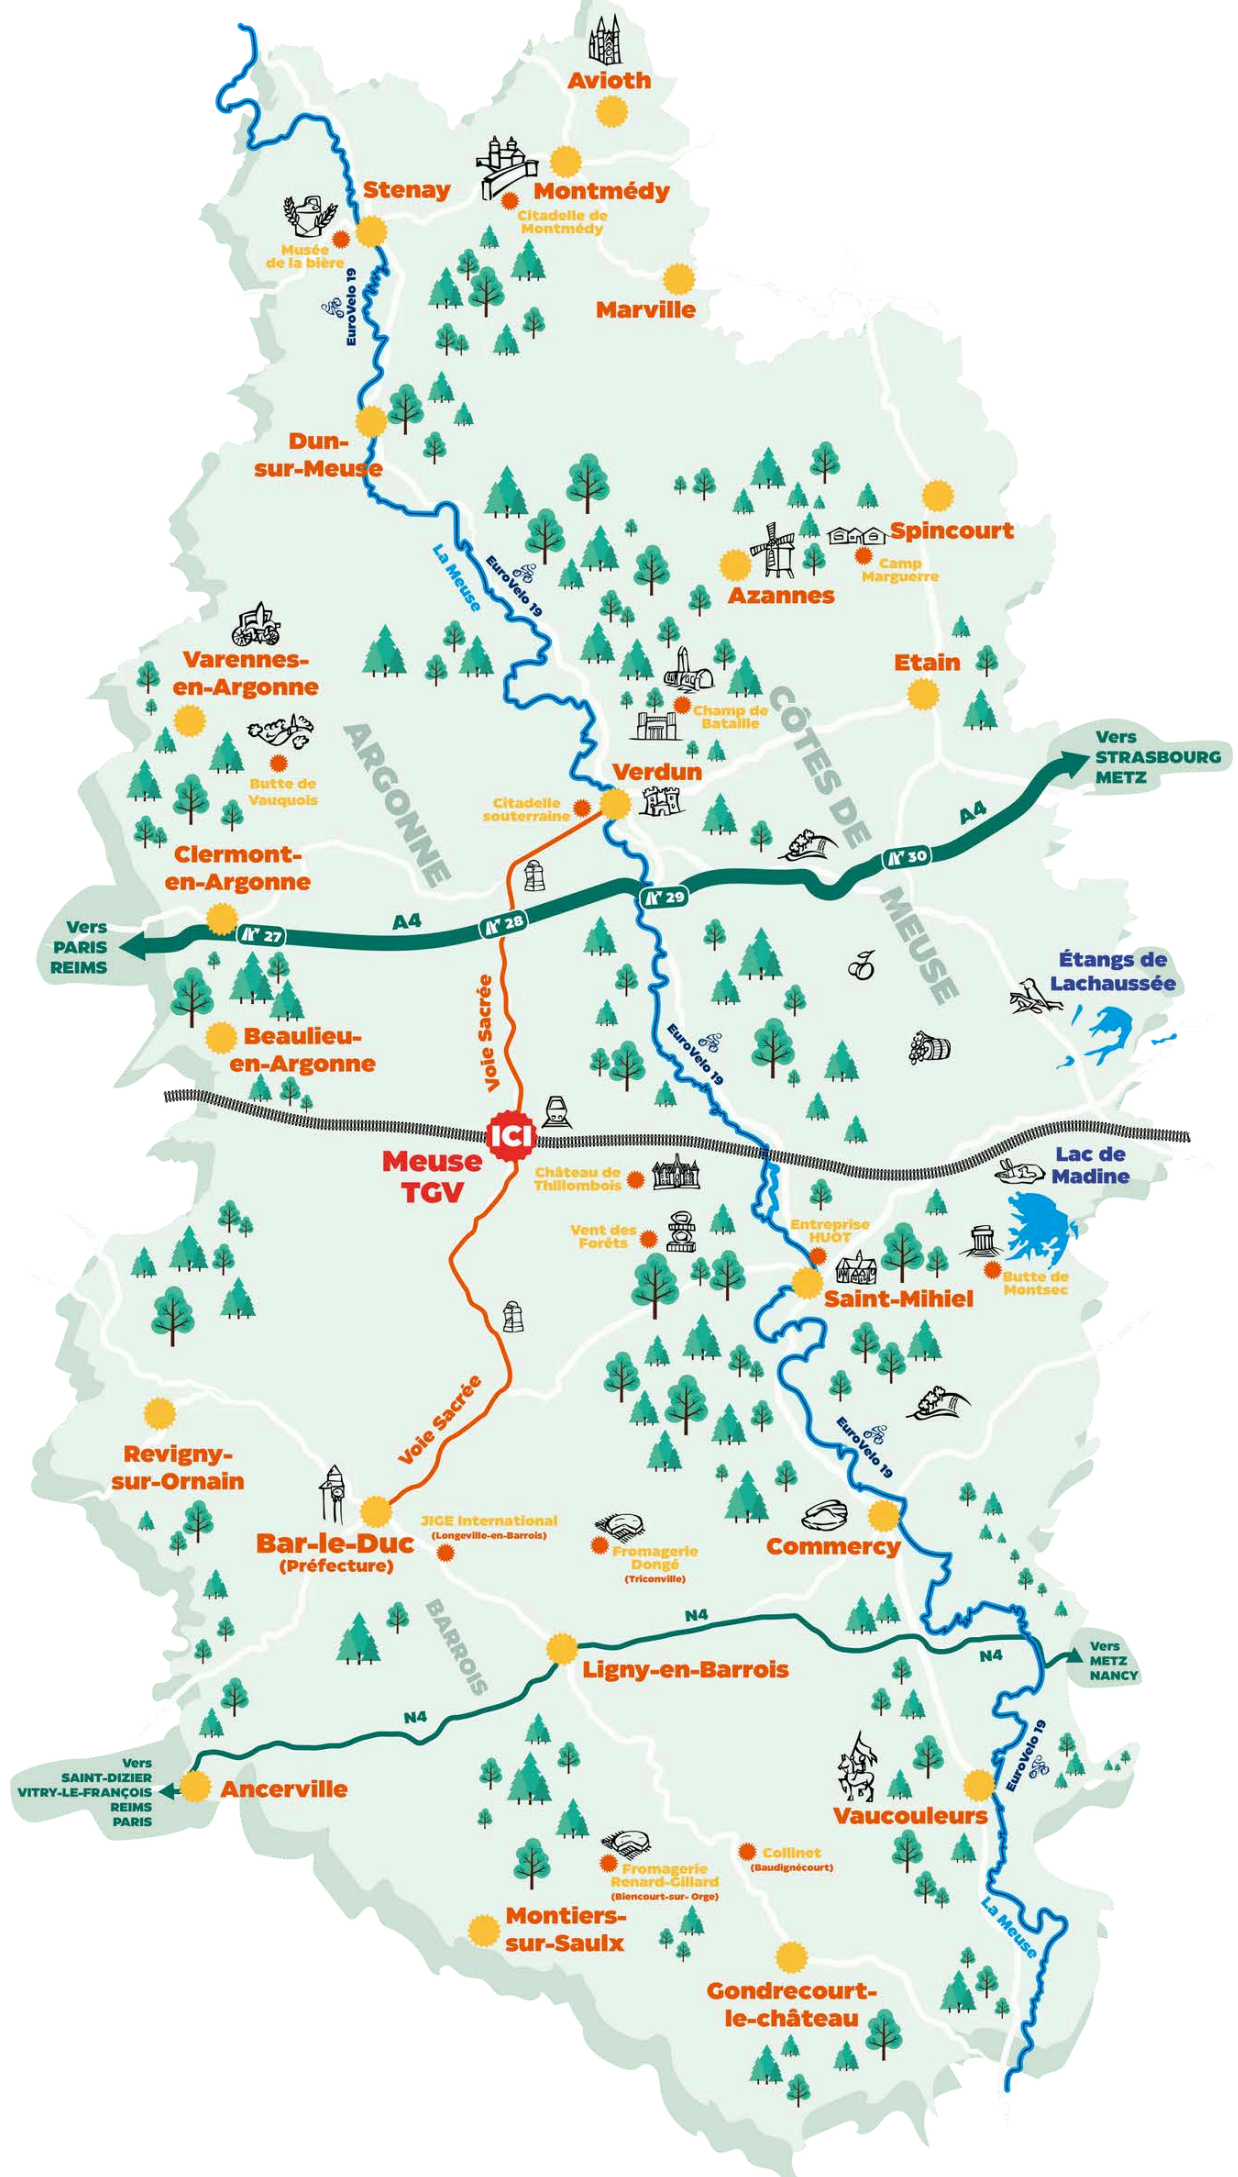 Avioth
Stenay
Montmédy
Citadelle de
Montmédy
Musée
de la bière
EuroVelo 19
Marville
Dun-
sur-Meuse
Spincourt
Camp
Marguerre
La Meuse
EuroVelo 19
Azannes
Varennes-
en-Argonne
Etain
Champ de
Bataille
CÔTES DE
MEUSE
ARGONNE
Butte de
Vauquois
Verdun
Citadelle
souterraine
Vers
STRASBOURG
METZ
A4
30
Clermont-
en-Argonne
29
28
A4
27
Vers
PARIS
REIMS
Étangs de
Lachaussée
Voie Sacrée
EuroVelo 19
Beaulieu-
en-Argonne
ICI
Meuse
TGV
Lac de
Madine
Château de
Thillombois
Vent des
Forêts
Entreprise
HUOT
Saint-Mihiel
Butte de
Montsec
Voie Sacrée
EuroVelo 19
Revigny-
sur-Ornain
Bar-le-Duc
(Préfecture)
JIGE International
(Longeville-en-Barrois)
Fromagerie
Dongé
(Triconville)
Commercy
BARROIS
N4
Ligny-en-Barrois
N4
Vers
METZ
NANCY
N4
EuroVelo 19
Vers
SAINT-DIZIER
VITRY-LE-FRANÇOIS
REIMS
PARIS
Ancerville
Vaucouleurs
Collinet
(Baudignécourt)
Fromagerie
Renard-Gillard
(Biencourt-sur- Orge)
Montiers-
sur-Saulx
La Meuse
Gondrecourt-
le-château